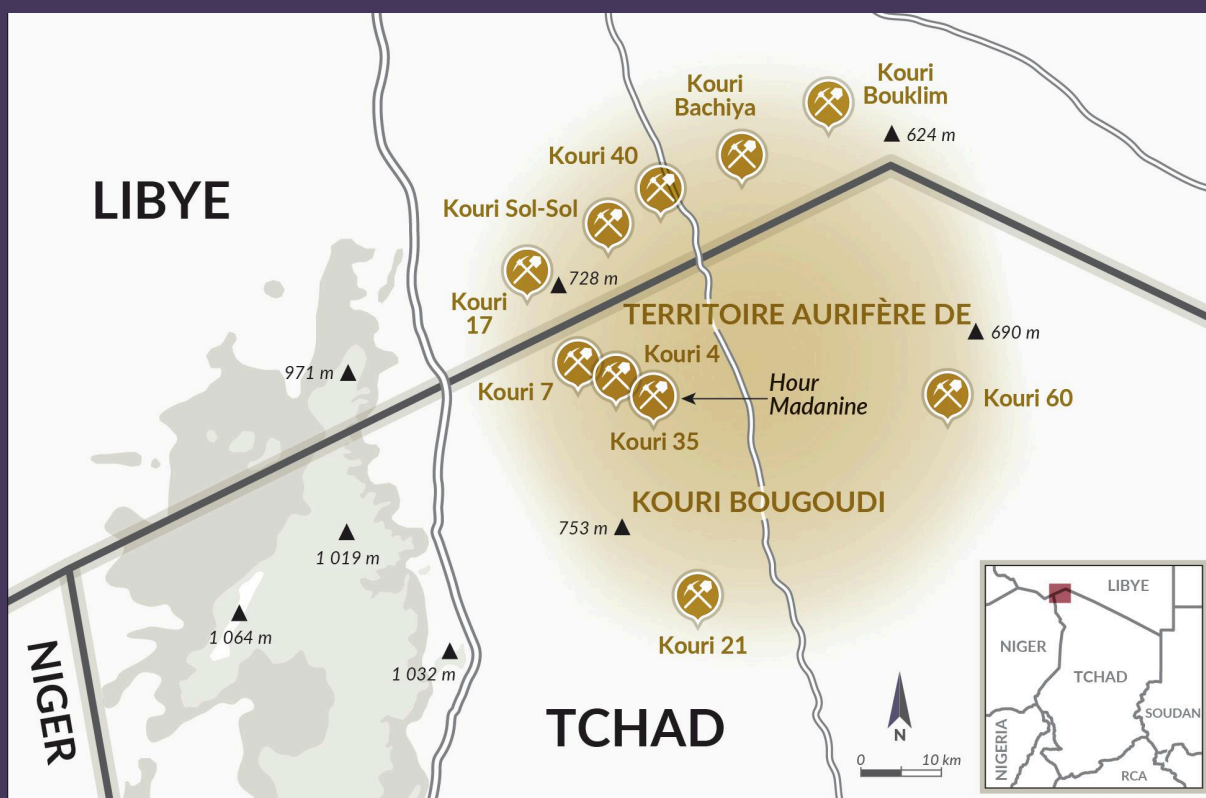 Kouri
Bouklim
Kouri
Bachiya
624 m
Kouri 40
LIBYE
Kouri Sol-Sol
728 m
Kouri
17
TERRITOIRE AURIFÈRE DE
690 m
Kouri 4
971 m
Hour
Madanine
Kouri 7
Kouri 60
Kouri 35
KOURI BOUGOUDI
753 m
1 019 m
1 064 m
Kouri 21
1 032 m
NIGER
TCHAD
N
0 10 km
LIBYE
NIGER
TCHAD
SOUDAN
NIGERIA
RCA